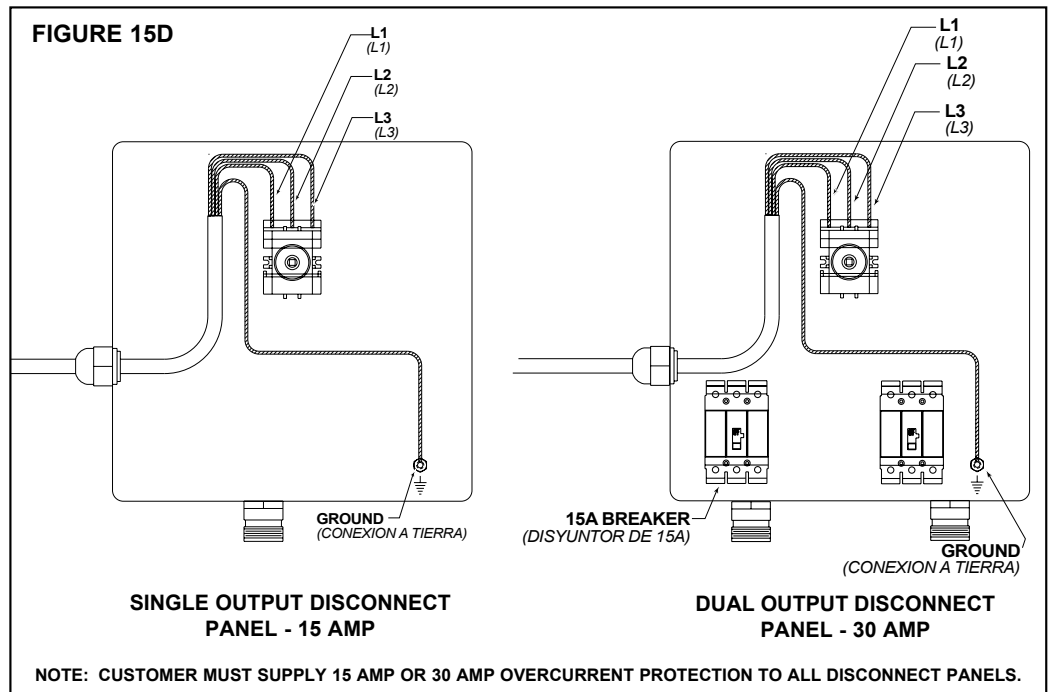 FIGURE 15D
L1
(L1)
L2
(L2)
L3
(L3)
GROUND
(CONEXION A TIERRA)
SINGLE OUTPUT DISCONNECT
PANEL - 15 AMP
L1
(L1)
L2
(L2)
L3
(L3)
15A BREAKER
(DISYUNTOR DE 15A)
GROUND
(CONEXION A TIERRA)
DUAL OUTPUT DISCONNECT
PANEL - 30 AMP
NOTE: CUSTOMER MUST SUPPLY 15 AMP OR 30 AMP OVERCURRENT PROTECTION TO ALL DISCONNECT PANELS.